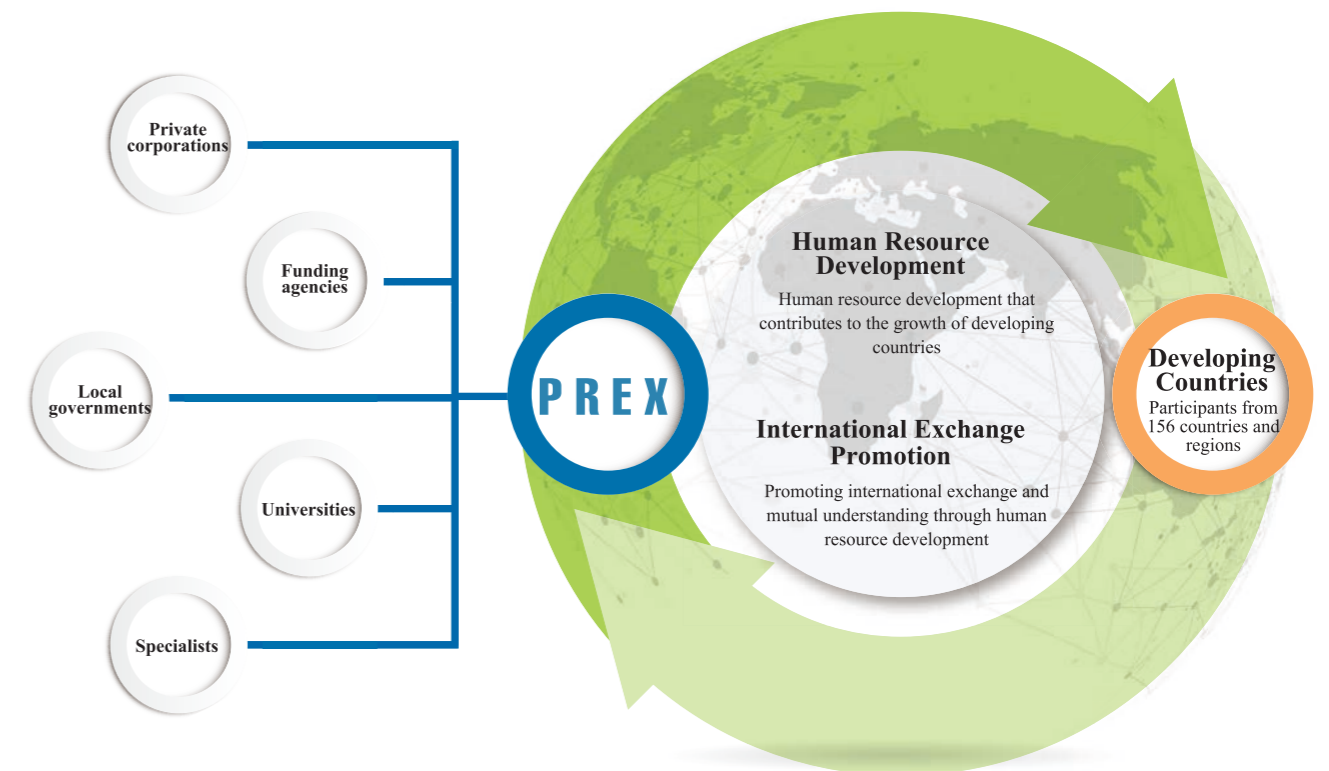 Private
corporations
Funding
agencies
Local
governments
Universities
Specialists
PREX
Human Resource
Development
Human resource development that
contributes to the growth of developing
countries
International Exchange
Promotion
Promoting international exchange and
mutual understanding through human
resource development
Developing
Countries
Participants from
156 countries and
regions